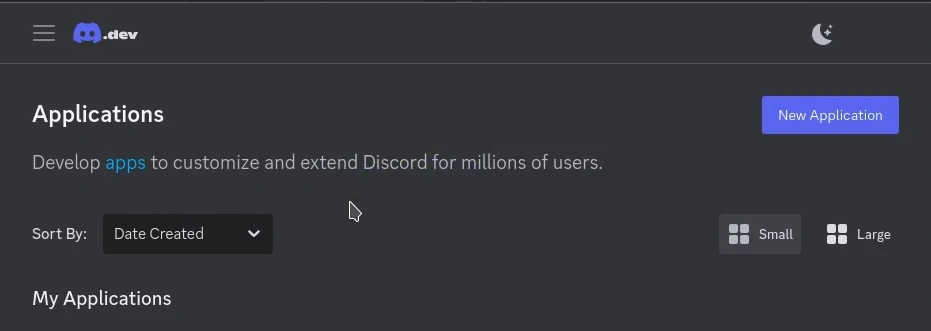 .dev
Applications
New Application
Develop apps to customize and extend Discord for millions of users.
Sort By: Date Created Small Large
My Applications